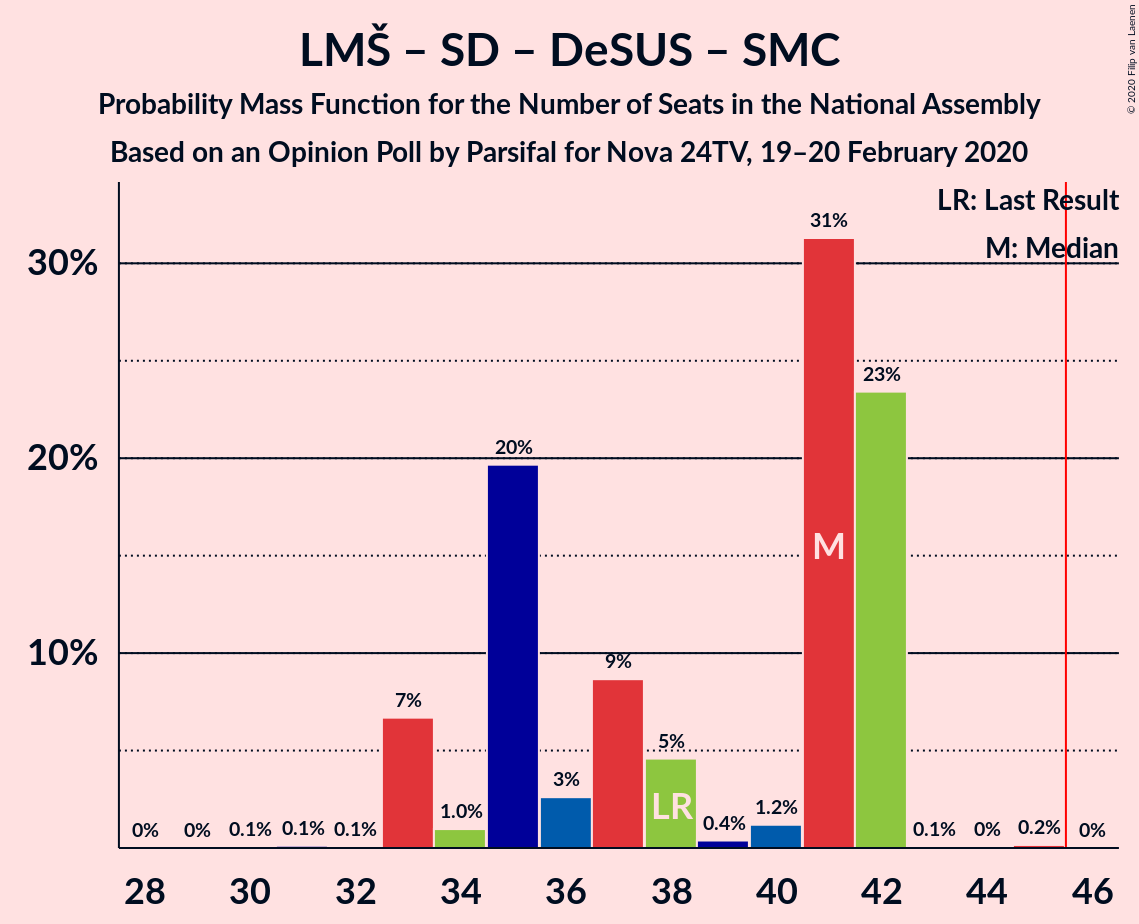 LMŠ – SD – DeSUS – SMC
Probability Mass Function for the Number of Seats in the National Assembly
Based on an Opinion Poll by Parsifal for Nova 24TV, 19–20 February 2020
© 2020 Filip van Laenen
LR: Last Result
M: Median
30%
20%
10%
0% 0% 0.1% 0.1% 0.1% 7% 1.0% 20% 3% 9% 5% 0.4% 1.2% 31% 23% 0.1% 0% 0.2% 0%
M
LR
28 30 32 34 36 38 40 42 44 46